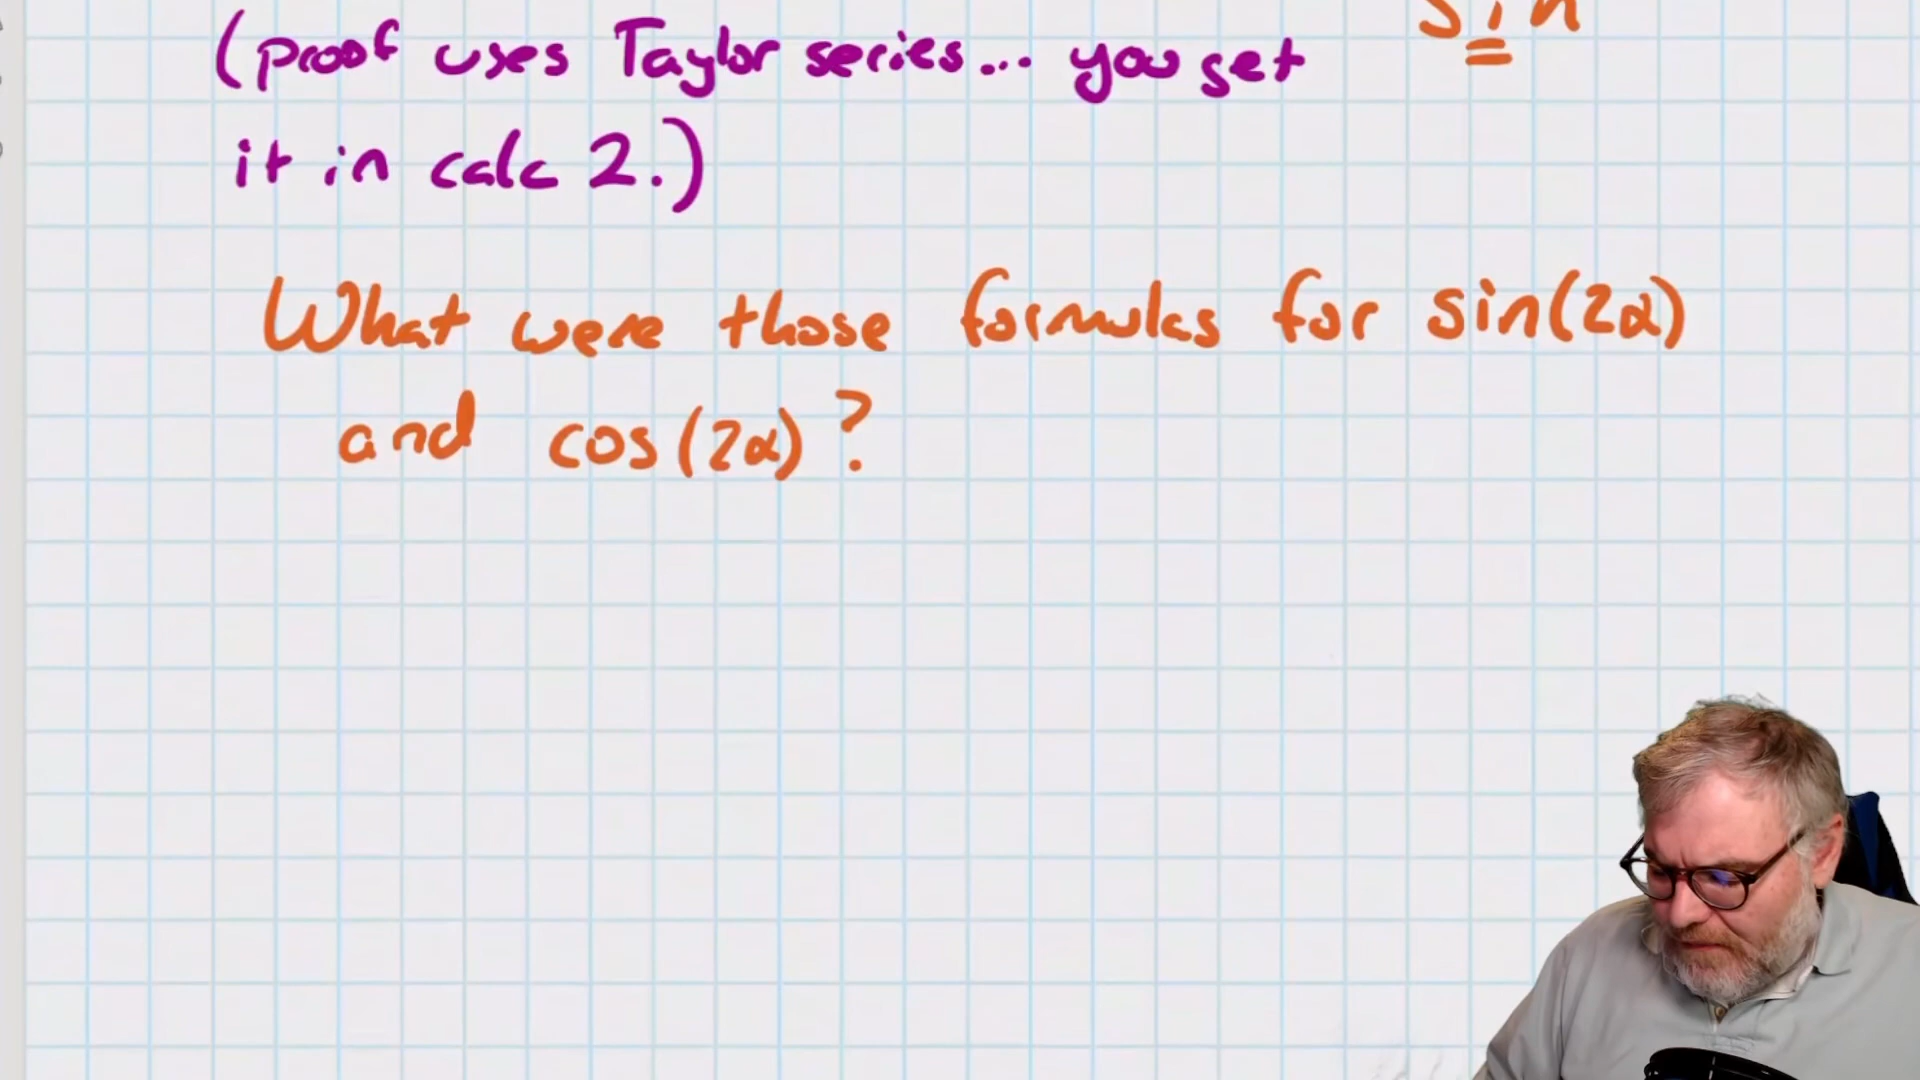 sin
(proof uses Taylor series... you get
it in calc 2.)
What were those formulas for sin(2α)
and cos(2α)?